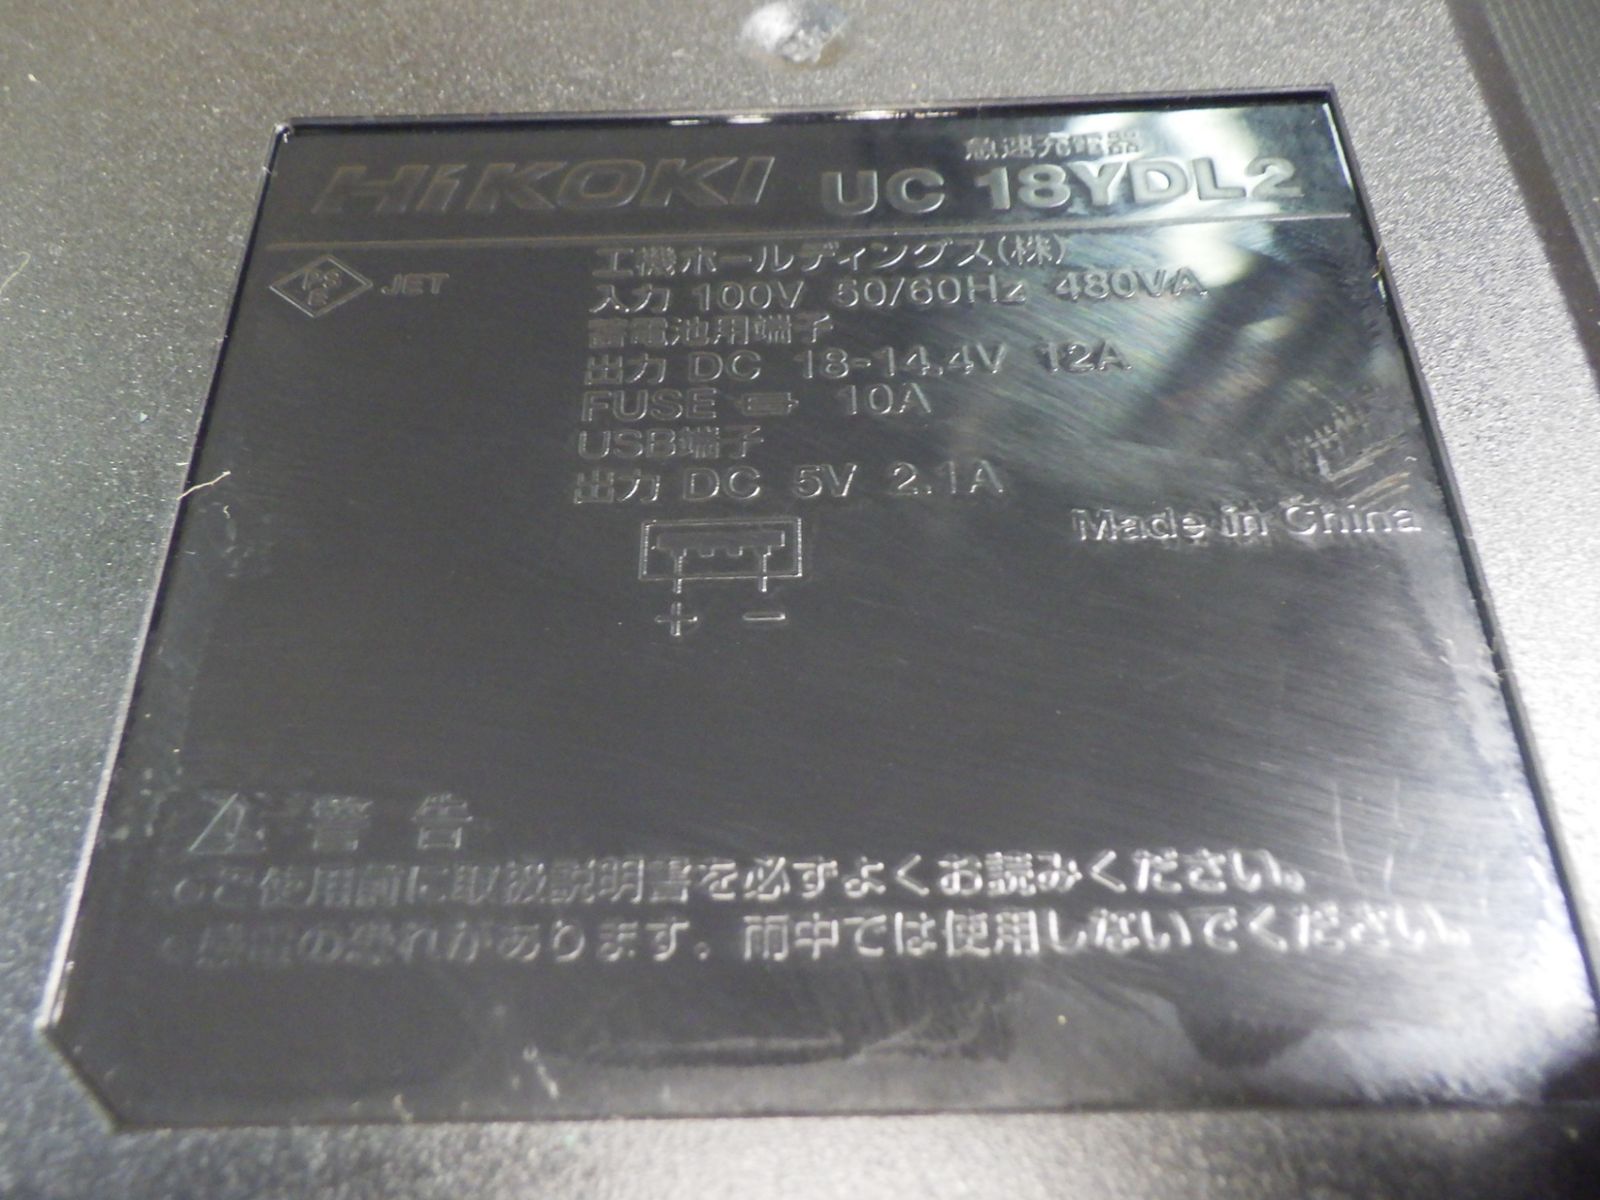 急速充電器
HiKOKI UC 18YDL2
PS
E
JET
工機ホールディングス(株)
入力 100V 50/60Hz 480VA
蓄電池用端子
出力 DC 18-14.4V 12A
FUSE 10A
USB端子
出力 DC 5V 2.1A
Made in China
+ −
警告
●ご使用前に取扱説明書を必ずよくお読みください。
●感電の恐れがあります。雨中では使用しないでください。